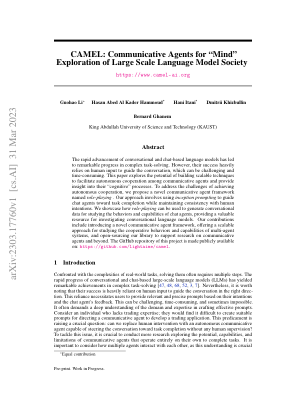 CAMEL: Communicative Agents for “Mind”
Exploration of Large Scale Language Model Society
https://www.camel-ai.org
Guohao Li* Hasan Abed Al Kader Hammoud* Hani Itani* Dmitrii Khizbullin
Bernard Ghanem
King Abdullah University of Science and Technology (KAUST)
Abstract
The rapid advancement of conversational and chat-based language models has led
to remarkable progress in complex task-solving. However, their success heavily
relies on human input to guide the conversation, which can be challenging and
time-consuming. This paper explores the potential of building scalable techniques
to facilitate autonomous cooperation among communicative agents and provide
insight into their “cognitive” processes. To address the challenges of achieving
autonomous cooperation, we propose a novel communicative agent framework
named role-playing. Our approach involves using inception prompting to guide
chat agents toward task completion while maintaining consistency with human
intentions. We showcase how role-playing can be used to generate conversational
data for studying the behaviors and capabilities of chat agents, providing a valuable
resource for investigating conversational language models. Our contributions
include introducing a novel communicative agent framework, offering a scalable
approach for studying the cooperative behaviors and capabilities of multi-agent
systems, and open-sourcing our library to support research on communicative
agents and beyond. The GitHub repository of this project is made publicly available
on: https://github.com/lightaime/camel.
1 Introduction
Confronted with the complexities of real-world tasks, solving them often requires multiple steps. The
rapid progress of conversational and chat-based large-scale language models (LLMs) has yielded
remarkable achievements in complex task-solving [47, 48, 60, 52, 3, 7]. Nevertheless, it is worth
noting that their success is heavily reliant on human input to guide the conversation in the right direc-
tion. This reliance necessitates users to provide relevant and precise prompts based on their intentions
and the chat agent's feedback. This can be challenging, time-consuming, and sometimes impossible.
It often demands a deep understanding of the domain and expertise in crafting effective prompts.
Consider an individual who lacks trading expertise; they would find it difficult to create suitable
prompts for directing a communicative agent to develop a trading application. This predicament is
raising a crucial question: can we replace human intervention with an autonomous communicative
agent capable of steering the conversation toward task completion without any human supervision?
To tackle this issue, it is crucial to conduct more research exploring the potential, capabilities, and
limitations of communicative agents that operate entirely on their own to complete tasks. It is
important to consider how multiple agents interact with each other, as this understanding is crucial
*Equal contribution.
Preprint. Work in Progress.
arXiv:2303.17760v1 [cs.AI] 31 Mar 2023